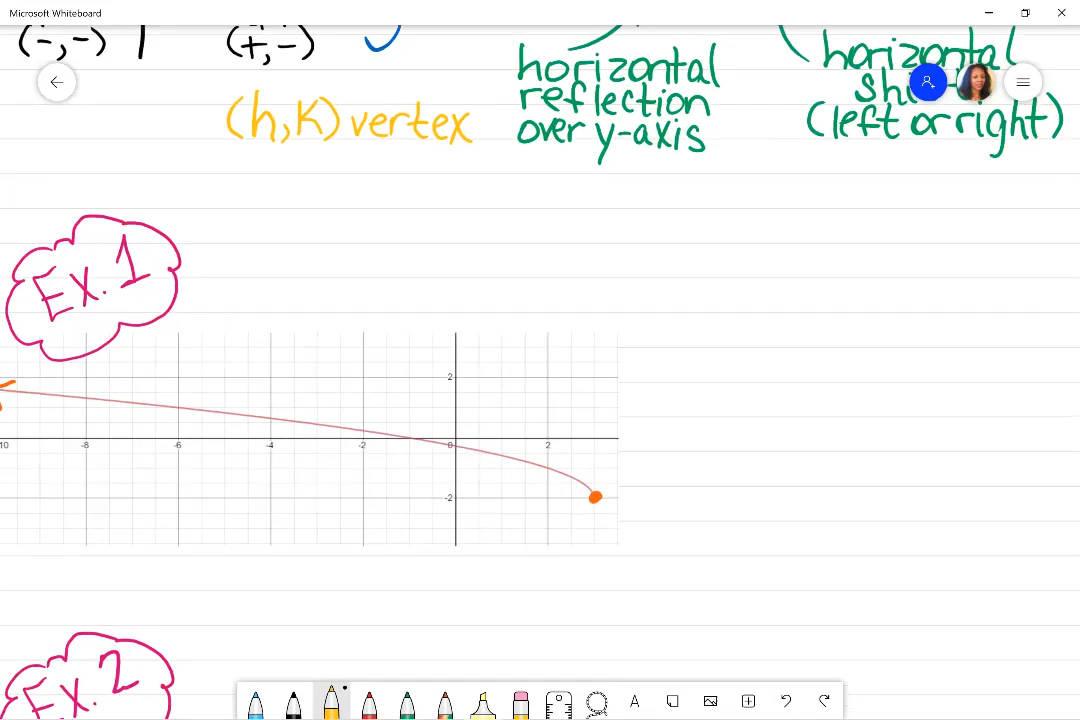 Microsoft Whiteboard
(-,-) (+,-)
(h,k) vertex
horizontal
reflection
over y-axis
horizontal
(left or right)
Ex. 1
2
-8 -6 -4 -2 0 2
-2
Ex. 2
A